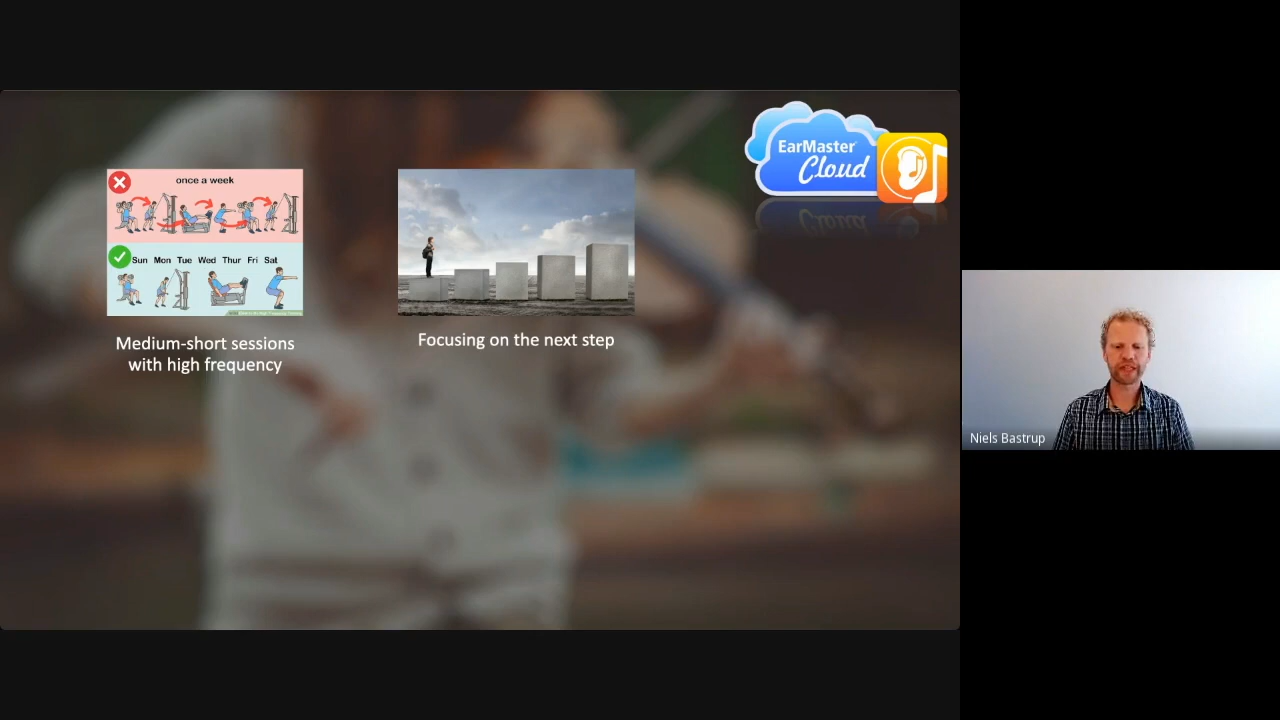 EarMaster
Cloud
once a week
Sun Mon Tue Wed Thur Fri Sat
Medium-short sessions
with high frequency
Focusing on the next step
Niels Bastrup